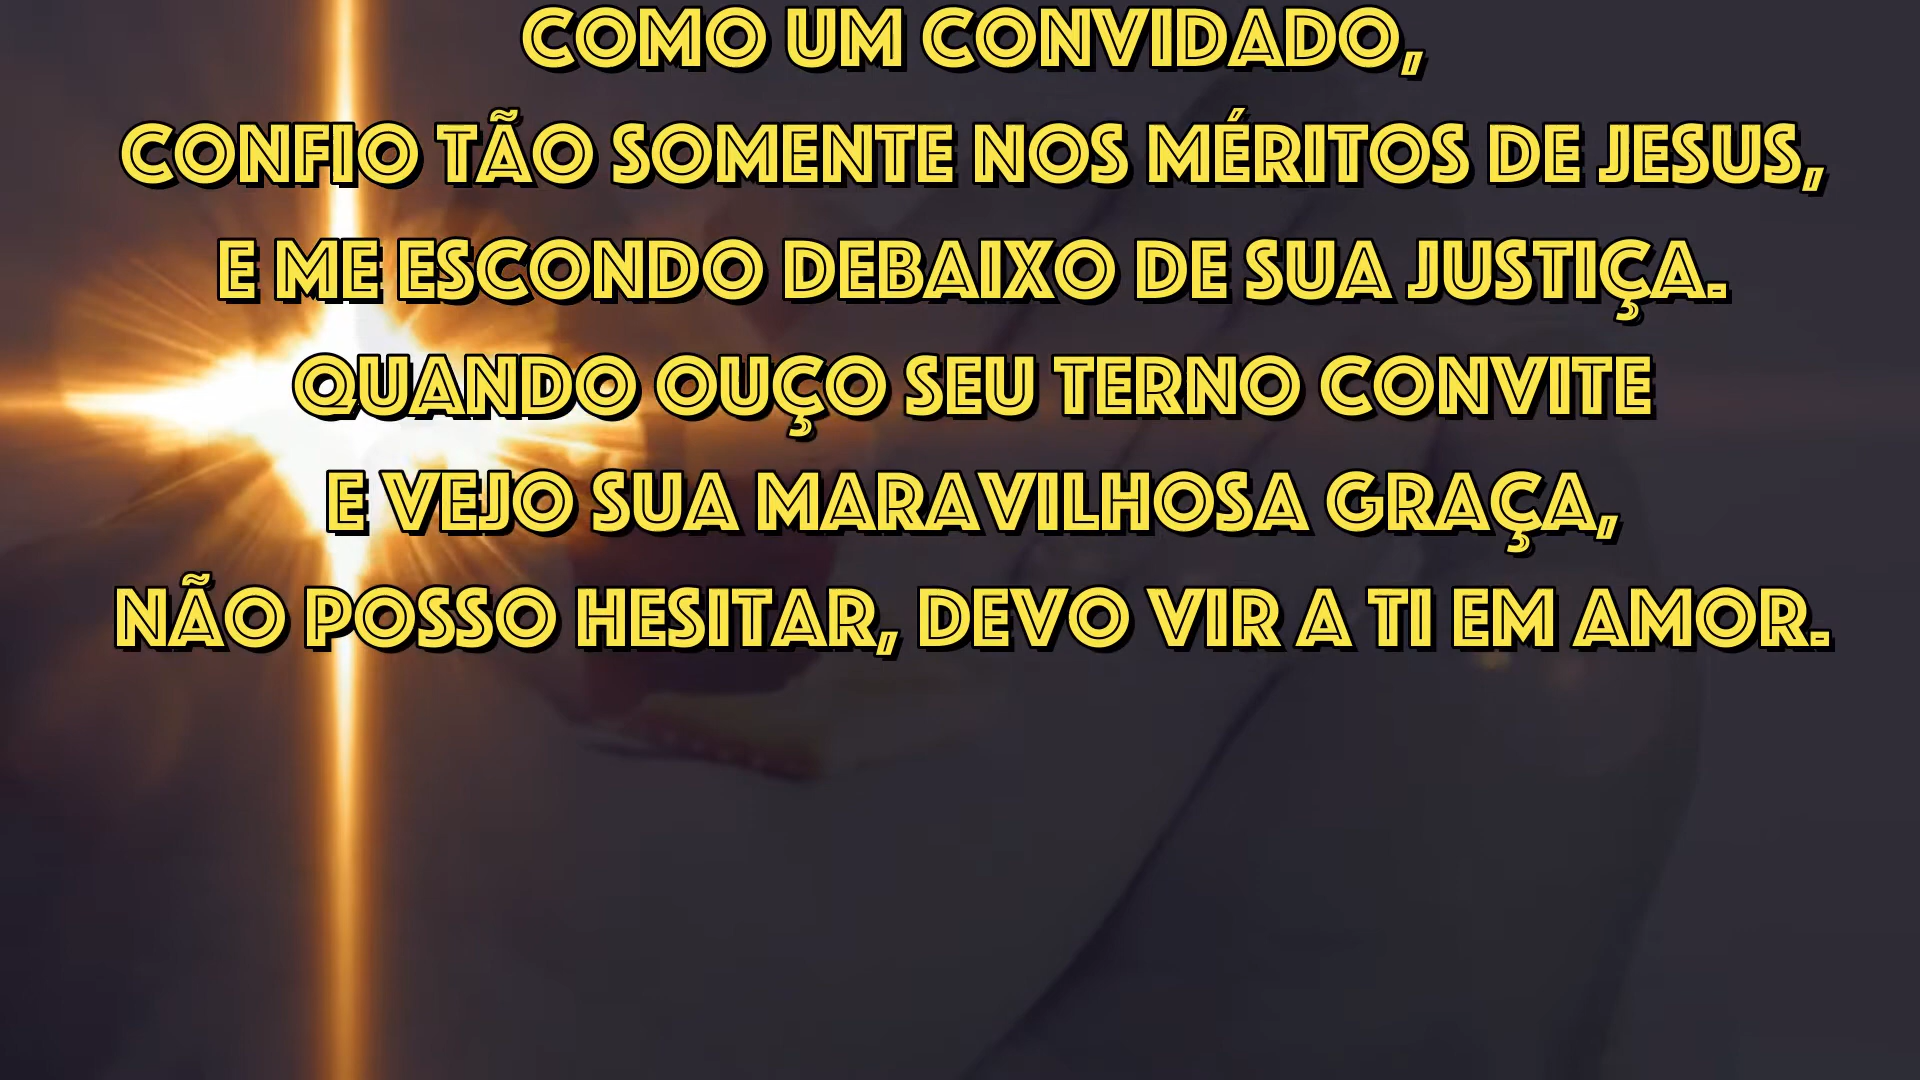 COMO UM CONVIDADO,
CONFIO TÃO SOMENTE NOS MÉRITOS DE JESUS,
E ME ESCONDO DEBAIXO DE SUA JUSTIÇA.
QUANDO OUÇO SEU TERNO CONVITE
E VEJO SUA MARAVILHOSA GRAÇA,
NÃO POSSO HESITAR, DEVO VIR A TI EM AMOR.